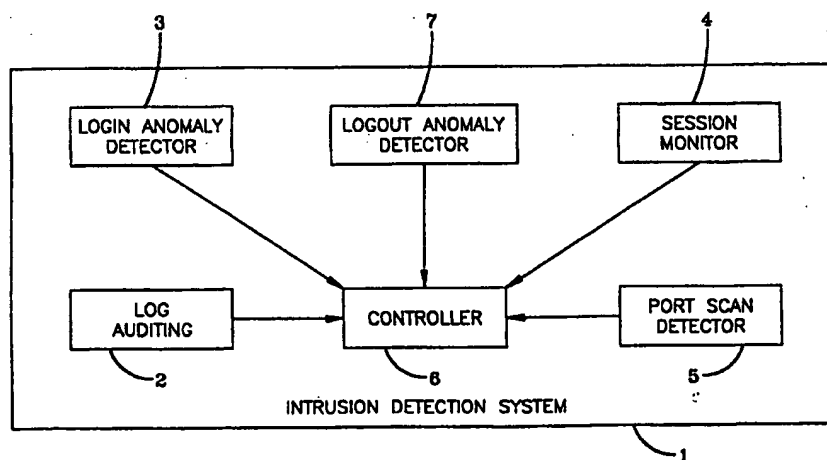 3
7
4
LOGIN ANOMALY
DETECTOR
LOGOUT ANOMALY
DETECTOR
SESSION
MONITOR
LOG
AUDITING
CONTROLLER
PORT SCAN
DETECTOR
2
6
5
INTRUSION DETECTION SYSTEM
1